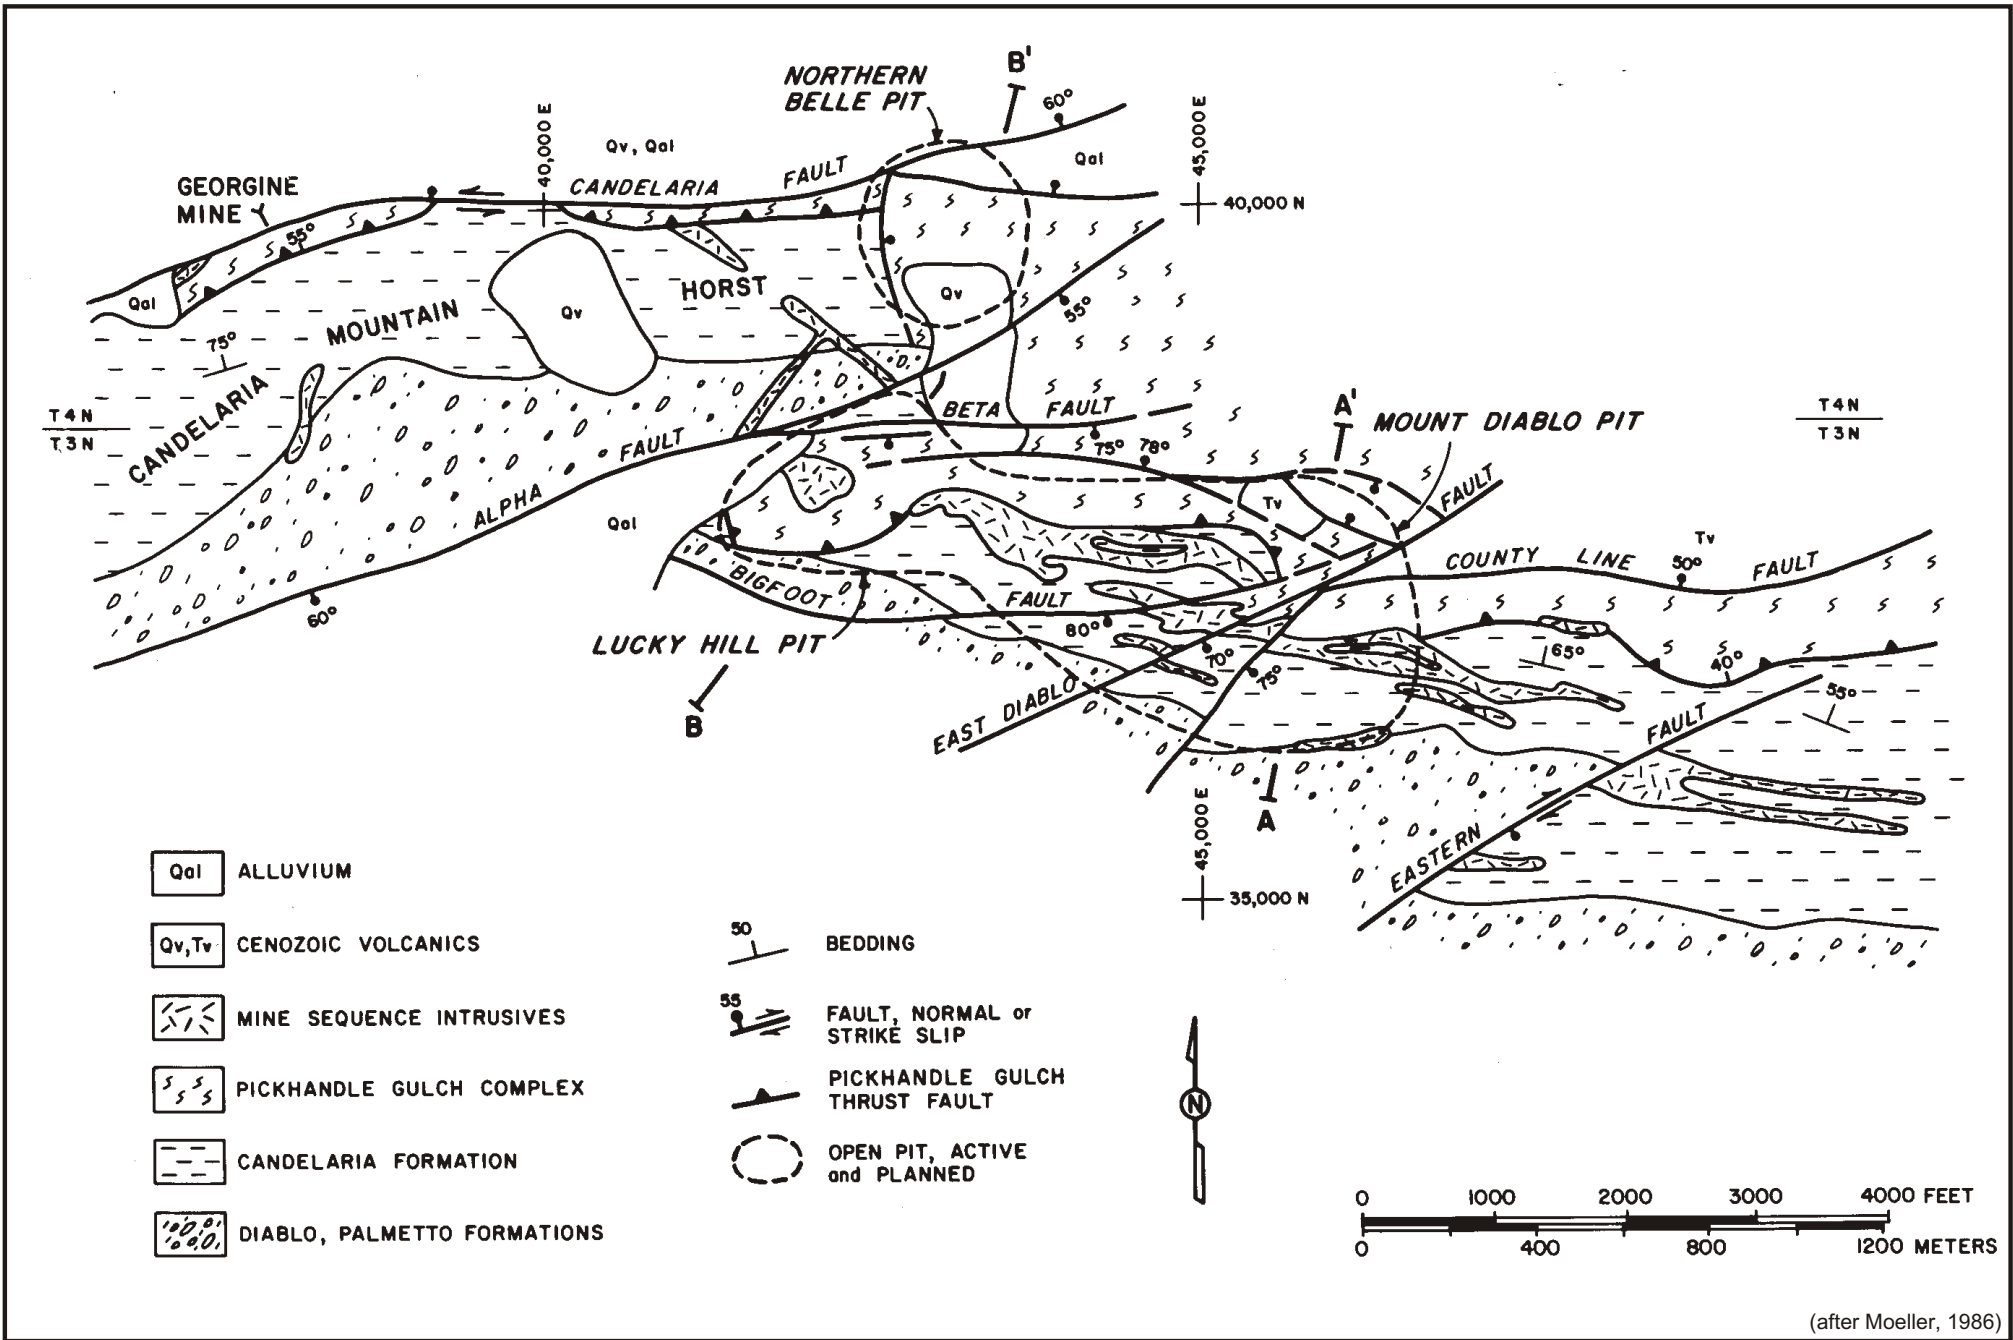 B'
NORTHERN
BELLE PIT
60°
40,000 E
45,000 E
Qv, Qal
Qal
GEORGINE
MINE
CANDELARIA FAULT
40,000 N
55°
Qal
HORST
Qv
Qv
55°
MOUNTAIN
75°
CANDELARIA
T 4 N
T 3 N
BETA FAULT
A'
MOUNT DIABLO PIT
T 4 N
T 3 N
ALPHA FAULT
75°
78°
FAULT
Qal
Tv
Tv
COUNTY LINE FAULT
50°
BIGFOOT FAULT
60°
80°
LUCKY HILL PIT
70°
65°
40°
75°
55°
B
EAST DIABLO
FAULT
A
45,000 E
EASTERN
35,000 N
Qal ALLUVIUM
Qv,Tv CENOZOIC VOLCANICS
MINE SEQUENCE INTRUSIVES
PICKHANDLE GULCH COMPLEX
CANDELARIA FORMATION
DIABLO, PALMETTO FORMATIONS
50 BEDDING
55 FAULT, NORMAL or
STRIKE SLIP
PICKHANDLE GULCH
THRUST FAULT
OPEN PIT, ACTIVE
and PLANNED
N
0 1000 2000 3000 4000 FEET
0 400 800 1200 METERS
(after Moeller, 1986)